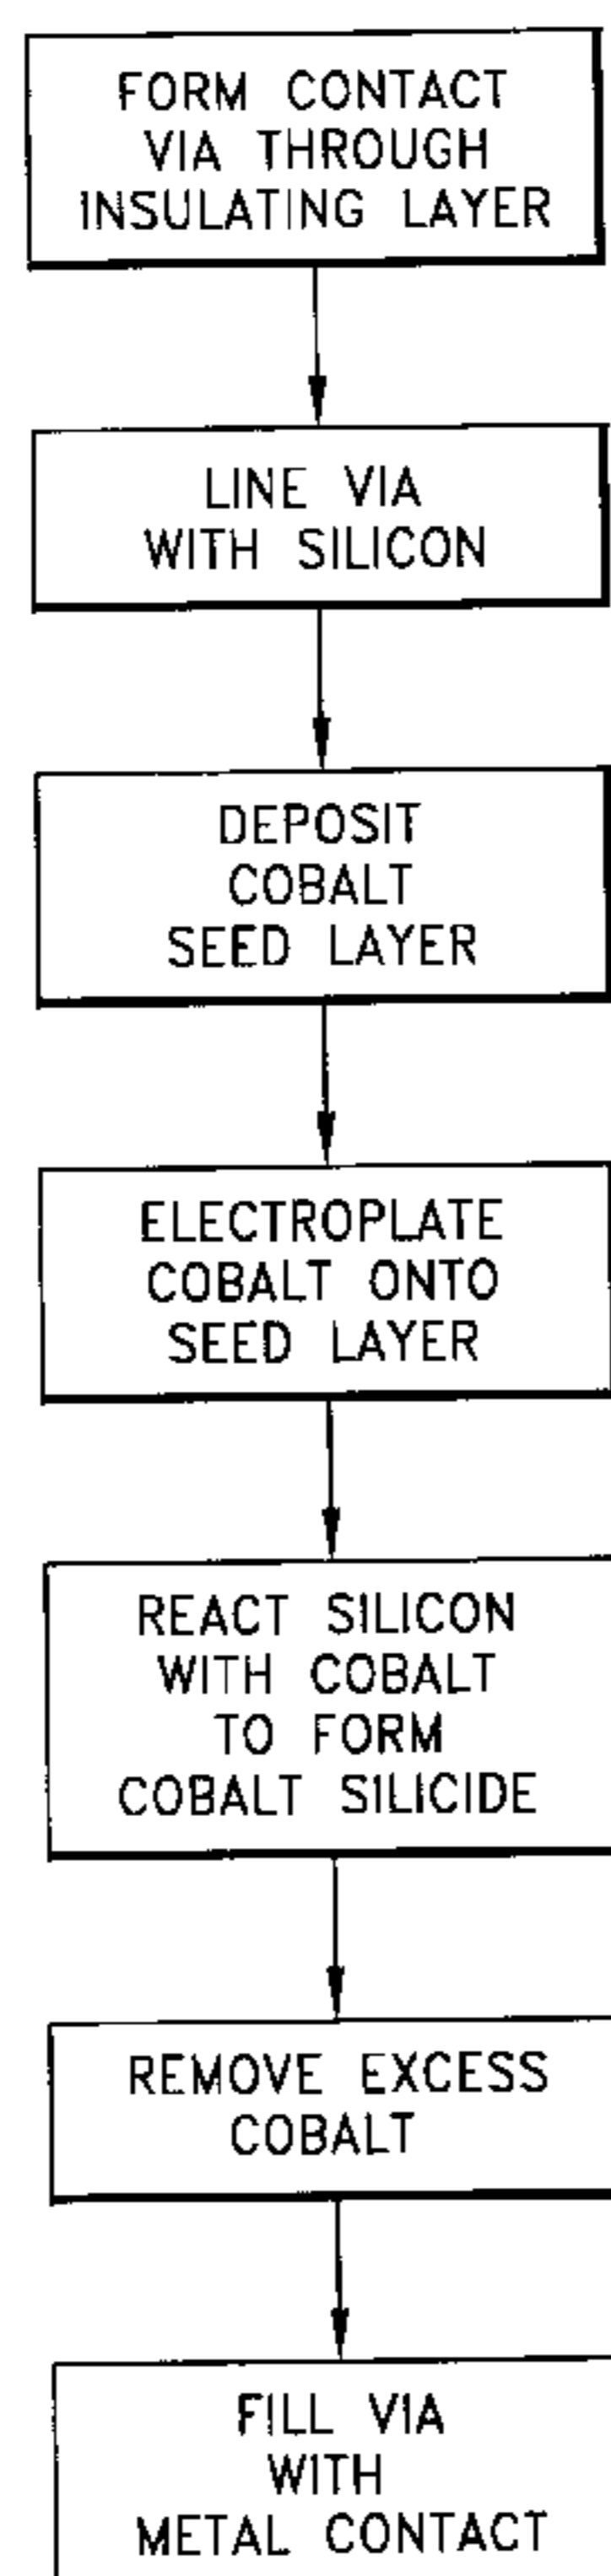 FORM CONTACT
VIA THROUGH
INSULATING LAYER
LINE VIA
WITH SILICON
DEPOSIT
COBALT
SEED LAYER
ELECTROPLATE
COBALT ONTO
SEED LAYER
REACT SILICON
WITH COBALT
TO FORM
COBALT SILICIDE
REMOVE EXCESS
COBALT
FILL VIA
WITH
METAL CONTACT